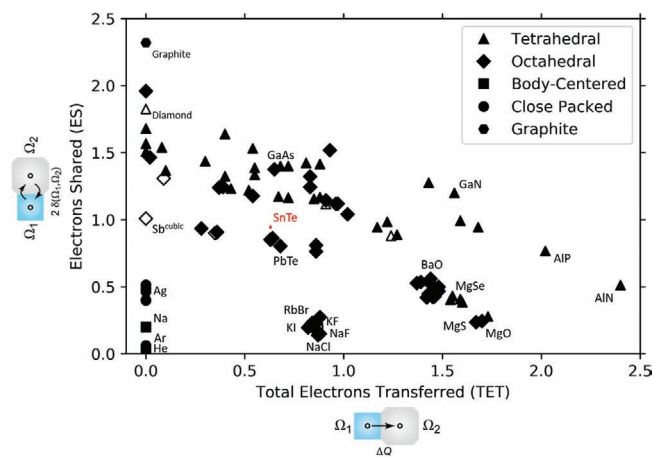 2.5
2.0
1.5
1.0
0.5
0.0
Electrons Shared (ES)
Ω₂
Ω₁
2 δ(Ω₁,Ω₂)
Tetrahedral
Octahedral
Body-Centered
Close Packed
Graphite
Graphite
Diamond
GaAs
GaN
SnTe
Sbᶜᵘᵇⁱᶜ
PbTe
BaO
AlP
MgSe
AlN
Ag
Na
RbBr
KF
KI
NaF
MgS
MgO
Ar
He
NaCl
0.0 0.5 1.0 1.5 2.0 2.5
Total Electrons Transferred (TET)
Ω₁ Ω₂
ΔQ